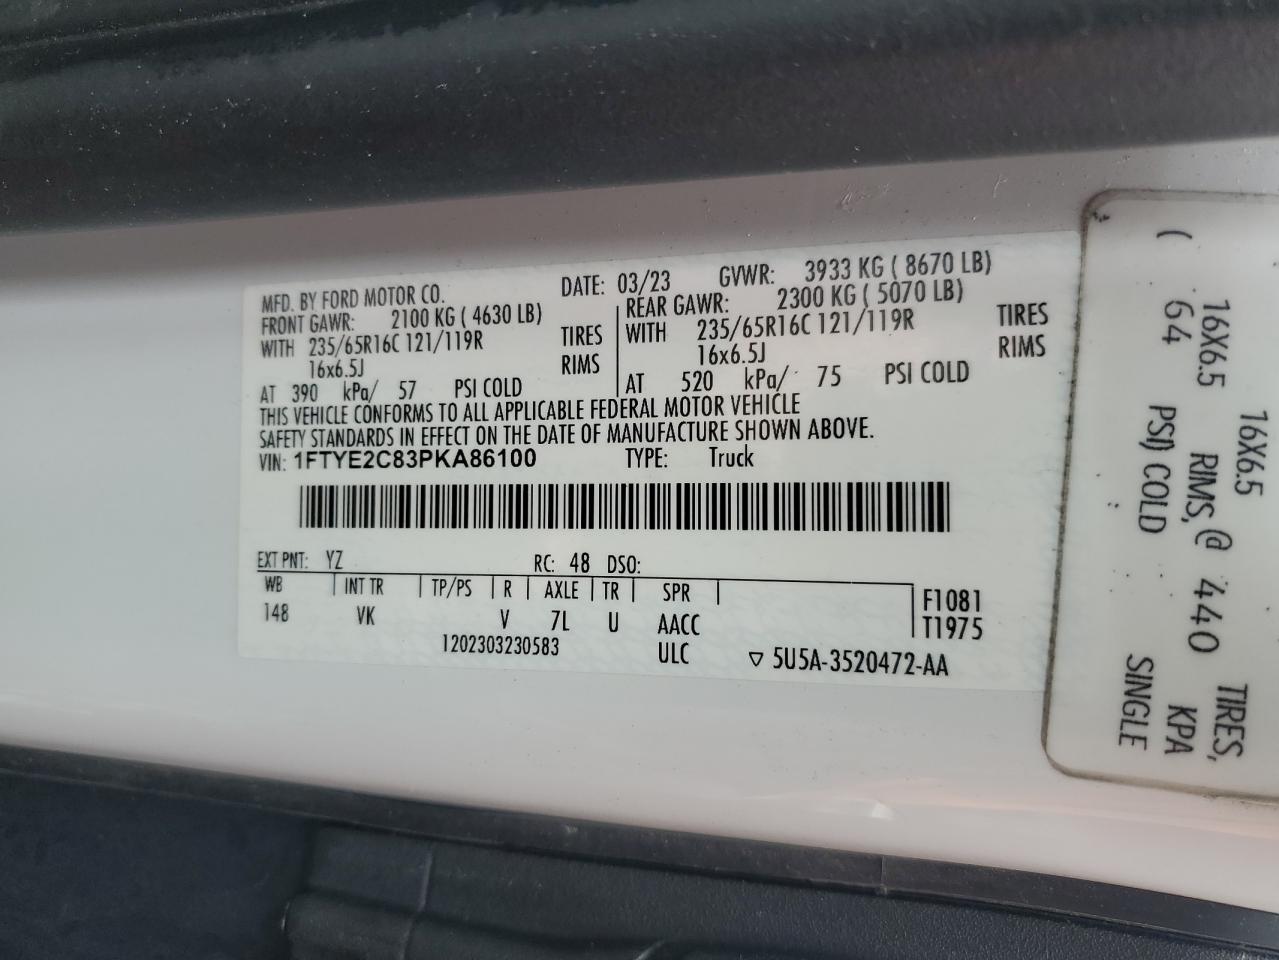 MFD. BY FORD MOTOR CO. DATE: 03/23 GVWR: 3933 KG ( 8670 LB)
FRONT GAWR: 2100 KG ( 4630 LB) REAR GAWR: 2300 KG ( 5070 LB)
WITH 235/65R16C 121/119R TIRES WITH 235/65R16C 121/119R TIRES
16x6.5J RIMS 16x6.5J RIMS
AT 390 kPa/ 57 PSI COLD AT 520 kPa/ 75 PSI COLD
THIS VEHICLE CONFORMS TO ALL APPLICABLE FEDERAL MOTOR VEHICLE
SAFETY STANDARDS IN EFFECT ON THE DATE OF MANUFACTURE SHOWN ABOVE.
VIN: 1FTYE2C83PKA86100 TYPE: Truck
EXT PNT: YZ RC: 48 DSO:
WB INT TR TP/PS R AXLE TR SPR F1081
148 VK V 7L U AACC T1975
1202303230583 ULC ▽ 5U5A-3520472-AA
16X6.5
16X6.5 RIMS, @ 440 TIRES,
( 64 PSI) COLD KPA
SINGLE